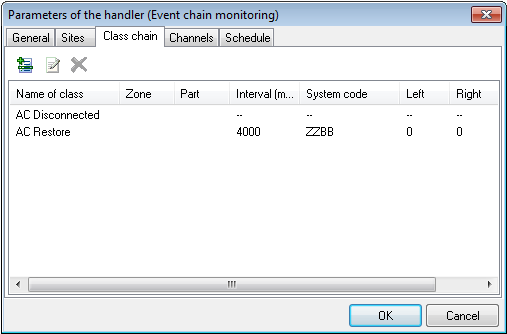 Parameters of the handler (Event chain monitoring)
General Sites Class chain Channels Schedule
Name of class Zone Part Interval (m... System code Left Right
AC Disconnected -- -- -- --
AC Restore 4000 ZZBB 0 0
OK Cancel